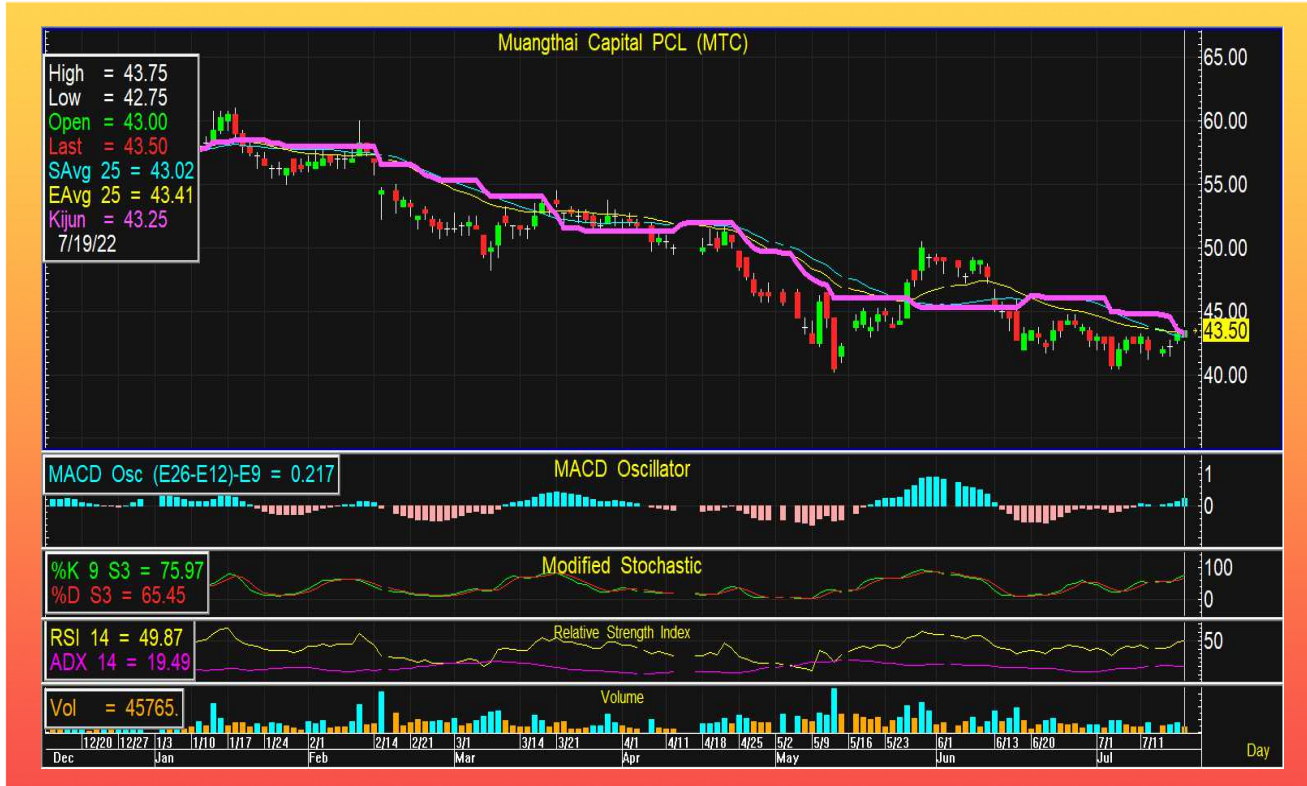 Muangthai Capital PCL (MTC)
High = 43.75
Low = 42.75
Open = 43.00
Last = 43.50
SAvg 25 = 43.02
EAvg 25 = 43.41
Kijun = 43.25
7/19/22
65.00
60.00
55.00
50.00
45.00
43.50
40.00
MACD Osc (E26-E12)-E9 = 0.217
MACD Oscillator
1
0
%K 9 S3 = 75.97
%D S3 = 65.45
Modified Stochastic
100
0
RSI 14 = 49.87
ADX 14 = 19.49
Relative Strength Index
50
Vol = 45765.
Volume
12/20 12/27 1/3 1/10 1/17 1/24 2/1 2/14 2/21 3/1 3/14 3/21 4/1 4/11 4/18 4/25 5/2 5/9 5/16 5/23 6/1 6/13 6/20 7/1 7/11
Dec Jan Feb Mar Apr May Jun Jul
Day